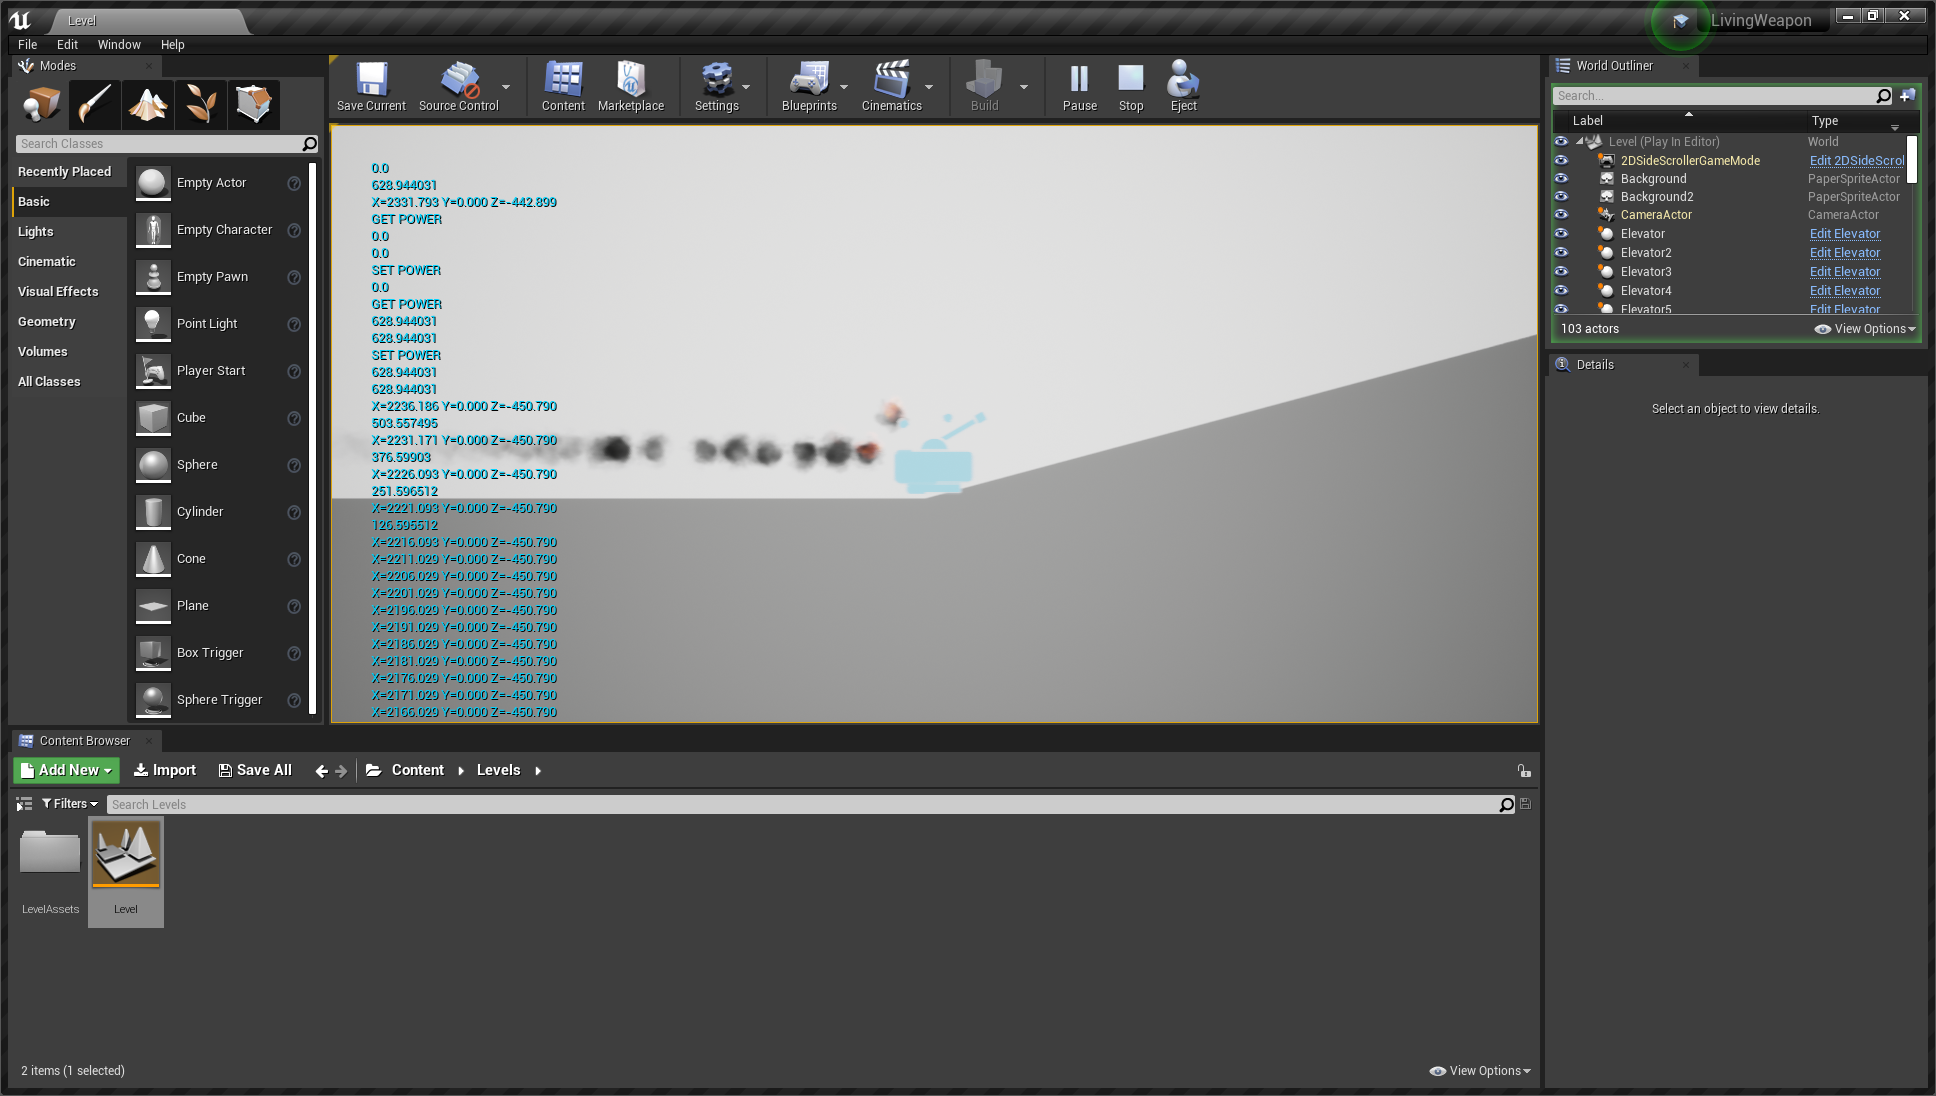 Level
LivingWeapon
File Edit Window Help
Modes
Search Classes
Recently Placed
Basic
Lights
Cinematic
Visual Effects
Geometry
Volumes
All Classes
Empty Actor
Empty Character
Empty Pawn
Point Light
Player Start
Cube
Sphere
Cylinder
Cone
Plane
Box Trigger
Sphere Trigger
Save Current Source Control Content Marketplace Settings Blueprints Cinematics Build Pause Stop Eject
0.0
628.944031
X=2331.793 Y=0.000 Z=-442.899
GET POWER
0.0
0.0
SET POWER
0.0
GET POWER
628.944031
628.944031
SET POWER
628.944031
628.944031
X=2236.186 Y=0.000 Z=-450.790
503.557495
X=2231.171 Y=0.000 Z=-450.790
376.59903
X=2226.093 Y=0.000 Z=-450.790
251.596512
X=2221.093 Y=0.000 Z=-450.790
126.595512
X=2216.093 Y=0.000 Z=-450.790
X=2211.029 Y=0.000 Z=-450.790
X=2206.029 Y=0.000 Z=-450.790
X=2201.029 Y=0.000 Z=-450.790
X=2196.029 Y=0.000 Z=-450.790
X=2191.029 Y=0.000 Z=-450.790
X=2186.029 Y=0.000 Z=-450.790
X=2181.029 Y=0.000 Z=-450.790
X=2176.029 Y=0.000 Z=-450.790
X=2171.029 Y=0.000 Z=-450.790
X=2166.029 Y=0.000 Z=-450.790
World Outliner
Search...
Label Type
Level (Play In Editor) World
2DSideScrollerGameMode Edit 2DSideScrol
Background PaperSpriteActor
Background2 PaperSpriteActor
CameraActor CameraActor
Elevator Edit Elevator
Elevator2 Edit Elevator
Elevator3 Edit Elevator
Elevator4 Edit Elevator
Elevator5 Edit Elevator
103 actors View Options
Details
Select an object to view details.
Content Browser
Add New Import Save All Content Levels
Filters Search Levels
LevelAssets Level
2 items (1 selected) View Options